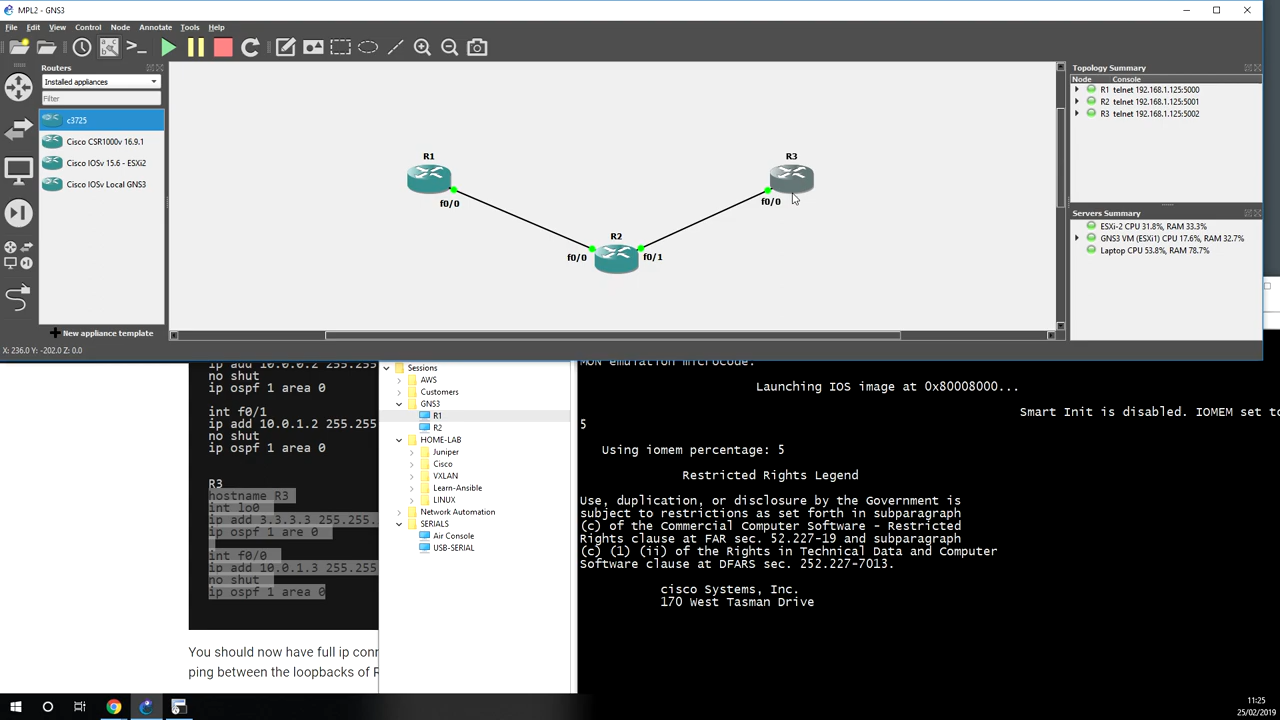 MPL2 - GNS3
File Edit View Control Node Annotate Tools Help
Routers
Installed appliances
Filter
c3725
Cisco CSR1000v 16.9.1
Cisco IOSv 15.6 - ESXi2
Cisco IOSv Local GNS3
New appliance template
X: 236.0 Y: -202.0 Z: 0.0
R1
f0/0
R2
f0/0
f0/1
R3
f0/0
Topology Summary
Node Console
R1 telnet 192.168.1.125:5000
R2 telnet 192.168.1.125:5001
R3 telnet 192.168.1.125:5002
Servers Summary
ESXi-2 CPU 31.8%, RAM 33.3%
GNS3 VM (ESXi1) CPU 17.6%, RAM 32.7%
Laptop CPU 53.8%, RAM 78.7%
ip add 10.0.0.2 255.255.
no shut
ip ospf 1 area 0
int f0/1
ip add 10.0.1.2 255.255.
no shut
ip ospf 1 area 0
R3
hostname R3
int lo0
ip add 3.3.3.3 255.255.
ip ospf 1 are 0
int f0/0
ip add 10.0.1.3 255.255.
no shut
ip ospf 1 area 0
You should now have full ip conn
ping between the loopbacks of R
Sessions
AWS
Customers
GNS3
R1
R2
HOME-LAB
Juniper
Cisco
VXLAN
Learn-Ansible
LINUX
Network Automation
SERIALS
Air Console
USB-SERIAL
MON emulation microcode.
Launching IOS image at 0x80008000...
Smart Init is disabled. IOMEM set to
5
Using iomem percentage: 5
Restricted Rights Legend
Use, duplication, or disclosure by the Government is
subject to restrictions as set forth in subparagraph
(c) of the Commercial Computer Software - Restricted
Rights clause at FAR sec. 52.227-19 and subparagraph
(c) (1) (ii) of the Rights in Technical Data and Computer
Software clause at DFARS sec. 252.227-7013.
cisco Systems, Inc.
170 West Tasman Drive
11:25
25/02/2019